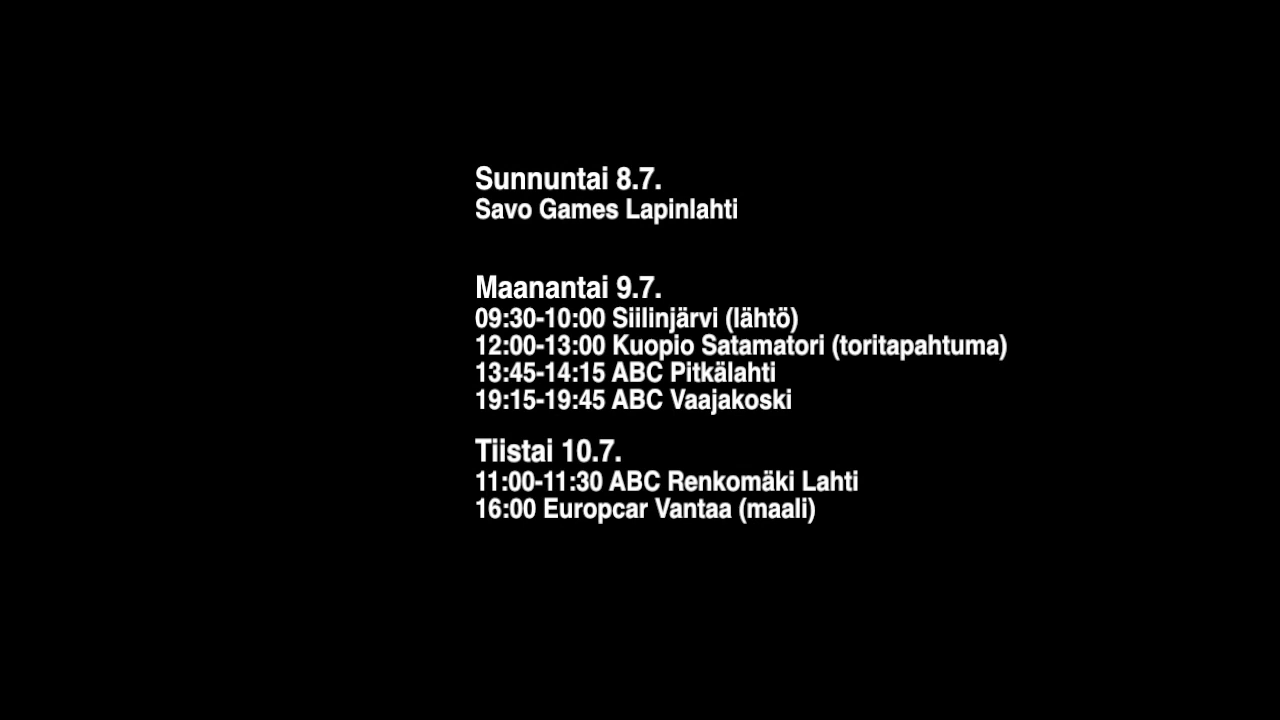 Sunnuntai 8.7.
Savo Games Lapinlahti
Maanantai 9.7.
09:30-10:00 Siilinjärvi (lähtö)
12:00-13:00 Kuopio Satamatori (toritapahtuma)
13:45-14:15 ABC Pitkälahti
19:15-19:45 ABC Vaajakoski
Tiistai 10.7.
11:00-11:30 ABC Renkomäki Lahti
16:00 Europcar Vantaa (maali)